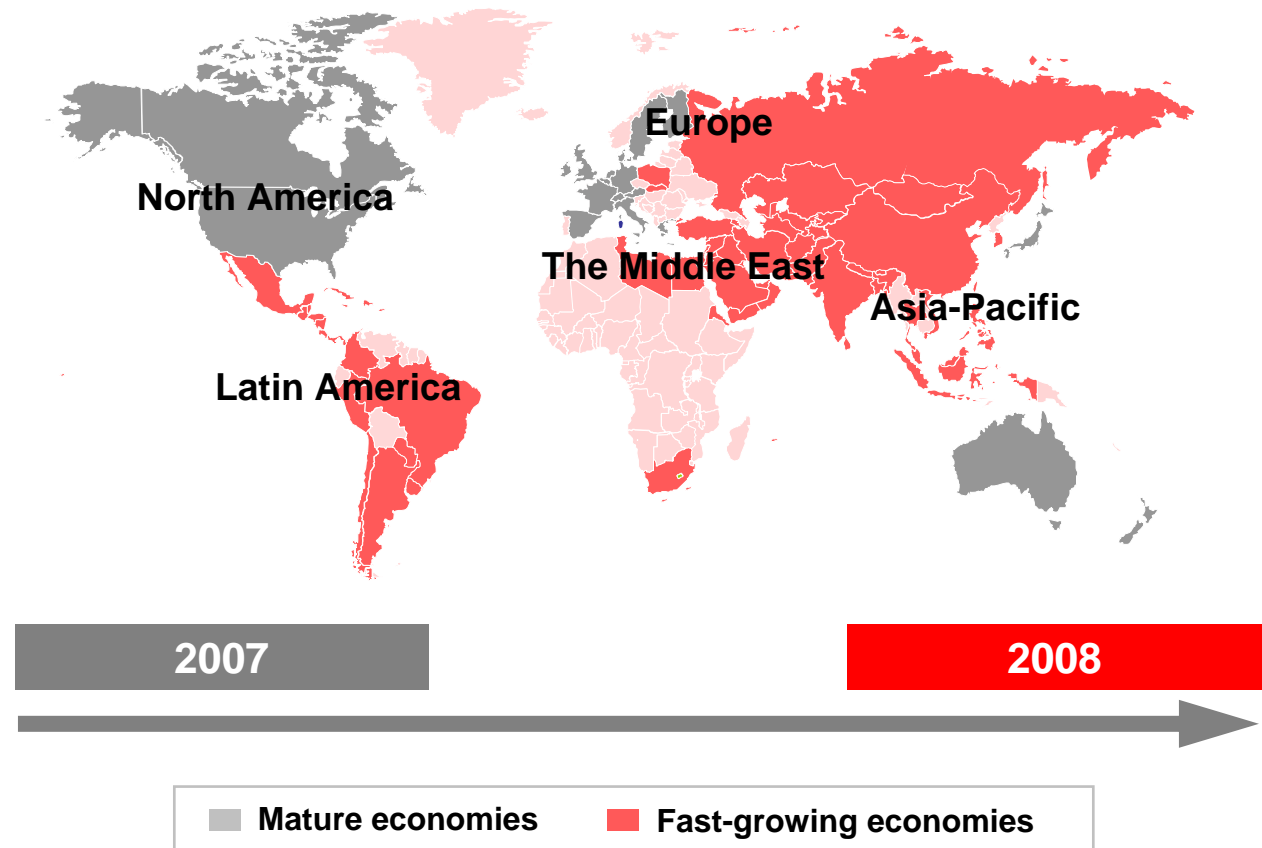 Europe
North America
The Middle East
Asia-Pacific
Latin America
2007
2008
Mature economies
Fast-growing economies